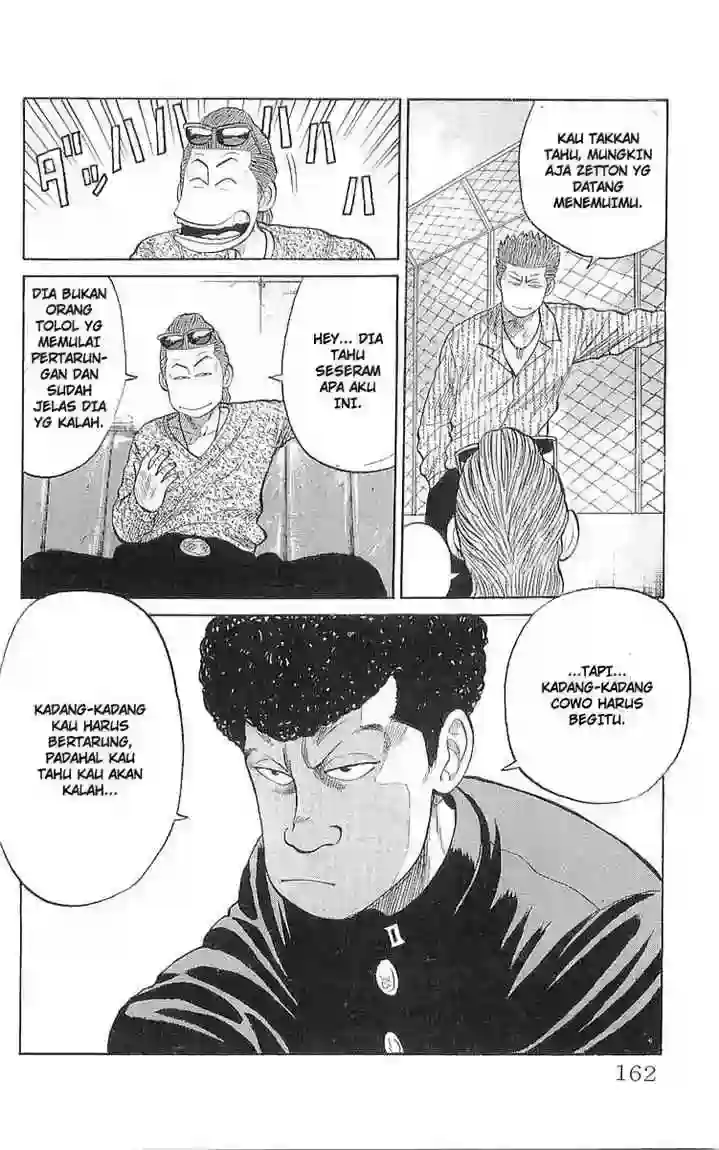 KAU TAKKAN
TAHU, MUNGKIN
AJA ZETTON YG
DATANG
MENEMUIMU.
ダッハハハハハハ
HEY... DIA
TAHU
SESERAM
APA AKU
INI.
DIA BUKAN
ORANG
TOLOL YG
MEMULAI
PERTARUN-
GAN DAN
SUDAH
JELAS DIA
YG KALAH.
...TAPI...
KADANG-KADANG
COWO HARUS
BEGITU.
KADANG-KADANG
KAU HARUS
BERTARUNG,
PADAHAL KAU
TAHU KAU AKAN
KALAH...
162